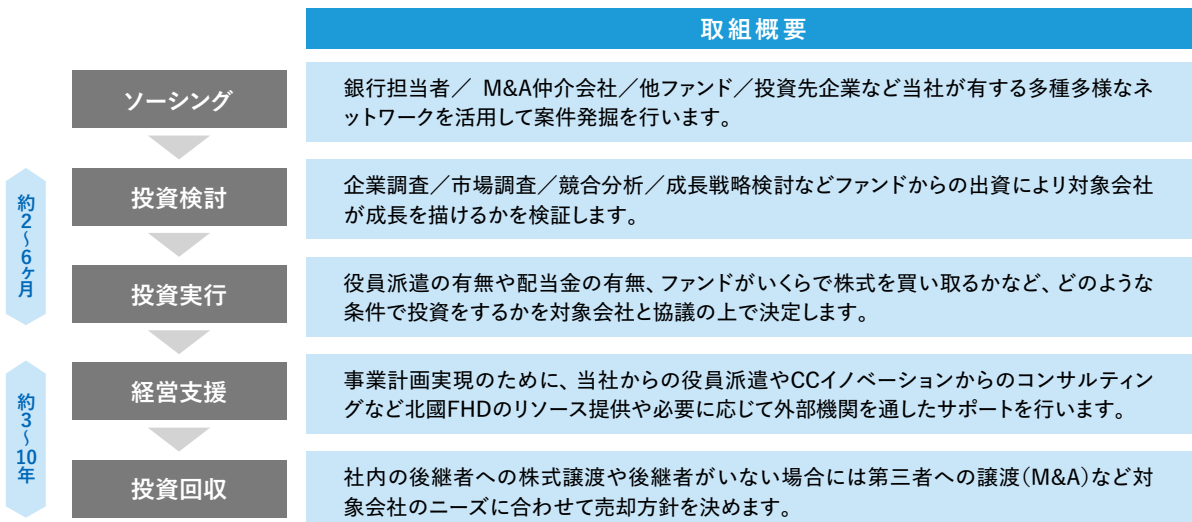 取組概要
ソーシング
銀行担当者／ M&A仲介会社／他ファンド／投資先企業など当社が有する多種多様なネ
ットワークを活用して案件発掘を行います。
約2〜6ヶ月
投資検討
企業調査／市場調査／競合分析／成長戦略検討などファンドからの出資により対象会社
が成長を描けるかを検証します。
投資実行
役員派遣の有無や配当金の有無、ファンドがいくらで株式を買い取るかなど、どのような
条件で投資をするかを対象会社と協議の上で決定します。
約3〜10年
経営支援
事業計画実現のために、当社からの役員派遣やCCイノベーションからのコンサルティン
グなど北國FHDのリソース提供や必要に応じて外部機関を通したサポートを行います。
投資回収
社内の後継者への株式譲渡や後継者がいない場合には第三者への譲渡（M&A）など対
象会社のニーズに合わせて売却方針を決めます。